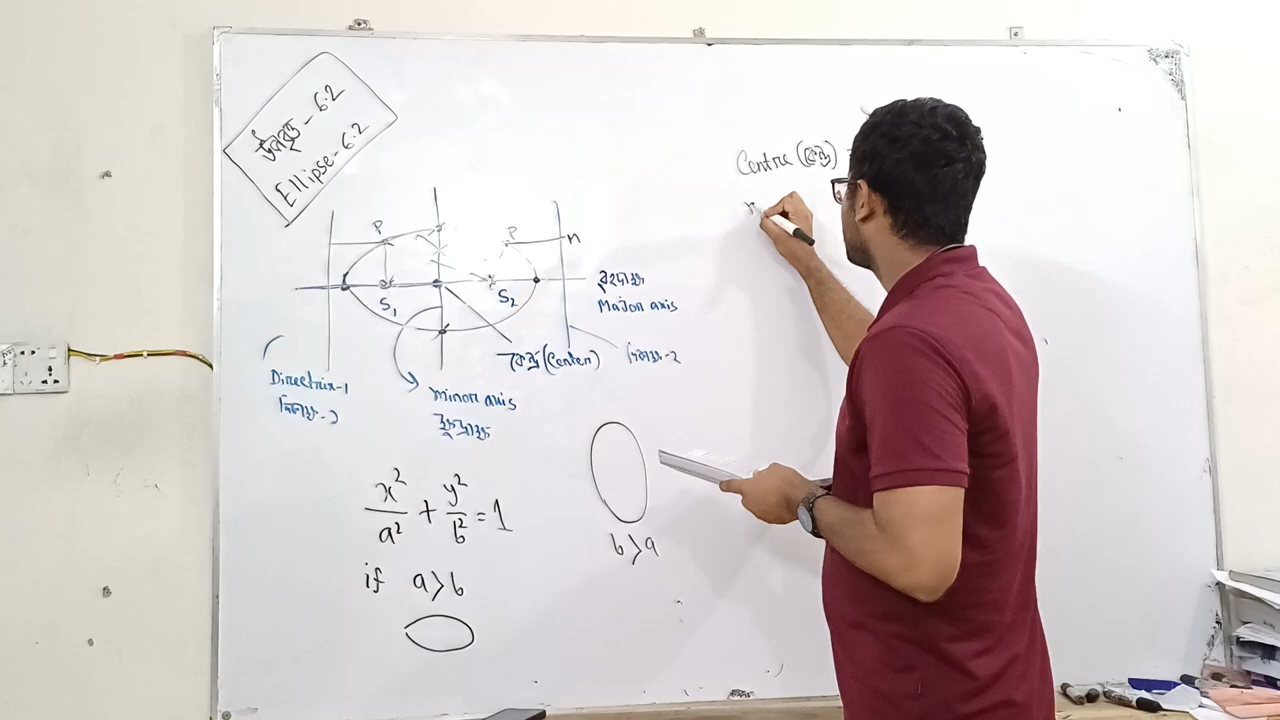 উপবৃত্ত - 6.2
Ellipse - 6.2
P
P
n
S₁
S₂
বৃহদাক্ষ
Major axis
কেন্দ্র (Center)
নিয়ামক-2
Directrix-1
নিয়ামক-১
minor axis
ক্ষুদ্রাক্ষ
x²/a² + y²/b² = 1
if a > b
b > a
Centre (কেন্দ্র)